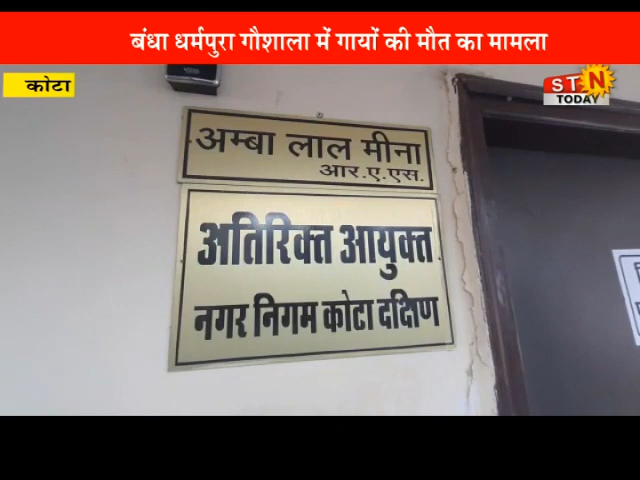 बंधा धर्मपुरा गौशाला में गायों की मौत का मामला
कोटा
STN
TODAY
अम्बा लाल मीना
आर.ए.एस.
अतिरिक्त आयुक्त
नगर निगम कोटा दक्षिण